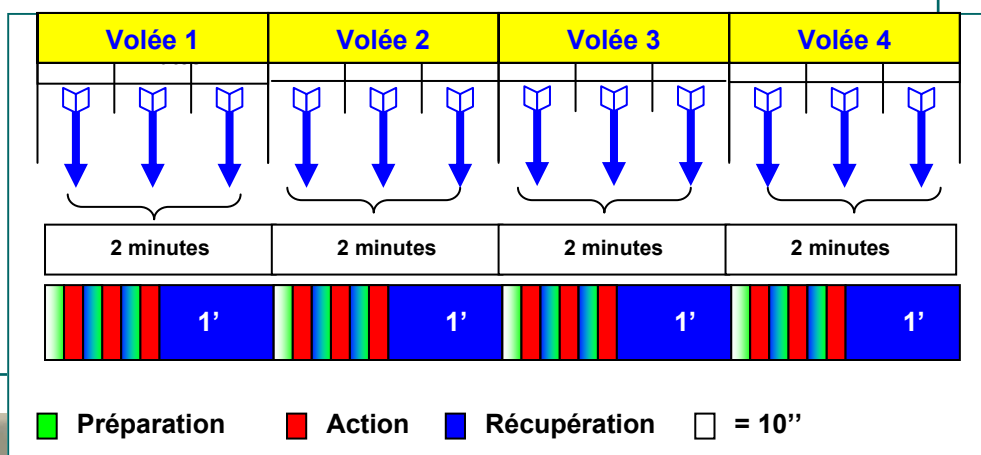 Volée 1 Volée 2 Volée 3 Volée 4
2 minutes 2 minutes 2 minutes 2 minutes
1’ 1’ 1’ 1’
Préparation Action Récupération = 10’’